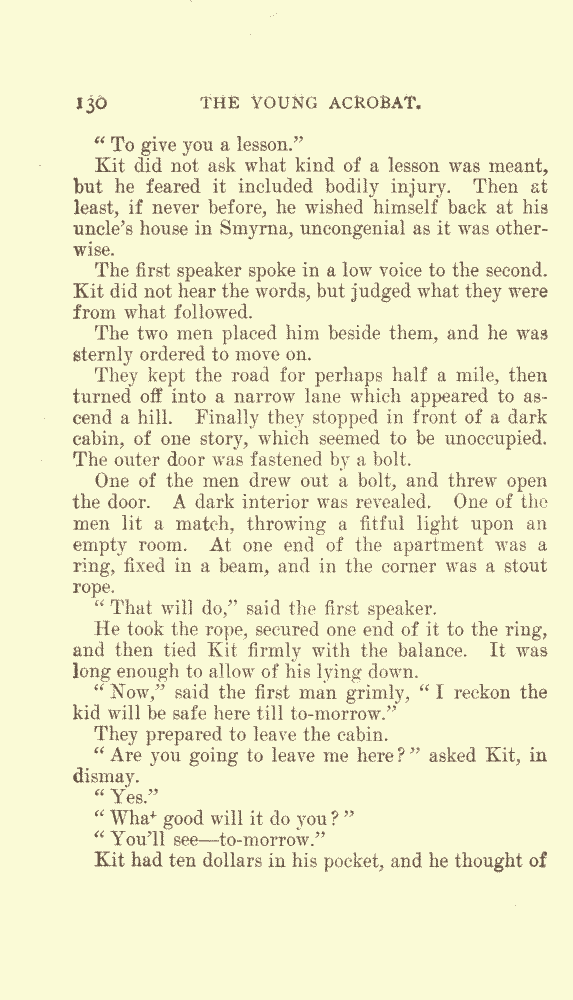 130 THE YOUNG ACROBAT.
“ To give you a lesson.”
Kit did not ask what kind of a lesson was meant,
but he feared it included bodily injury. Then at
least, if never before, he wished himself back at his
uncle’s house in Smyrna, uncongenial as it was other-
wise.
The first speaker spoke in a low voice to the second.
Kit did not hear the words, but judged what they were
from what followed.
The two men placed him beside them, and he was
sternly ordered to move on.
They kept the road for perhaps half a mile, then
turned off into a narrow lane which appeared to as-
cend a hill. Finally they stopped in front of a dark
cabin, of one story, which seemed to be unoccupied.
The outer door was fastened by a bolt.
One of the men drew out a bolt, and threw open
the door. A dark interior was revealed. One of the
men lit a match, throwing a fitful light upon an
empty room. At one end of the apartment was a
ring, fixed in a beam, and in the corner was a stout
rope.
“ That will do,” said the first speaker.
He took the rope, secured one end of it to the ring,
and then tied Kit firmly with the balance. It was
long enough to allow of his lying down.
“ Now,” said the first man grimly, “ I reckon the
kid will be safe here till to-morrow.”
They prepared to leave the cabin.
“ Are you going to leave me here ? ” asked Kit, in
dismay.
“ Yes.”
“ What good will it do you ? ”
“ You’ll see—to-morrow.”
Kit had ten dollars in his pocket, and he thought of